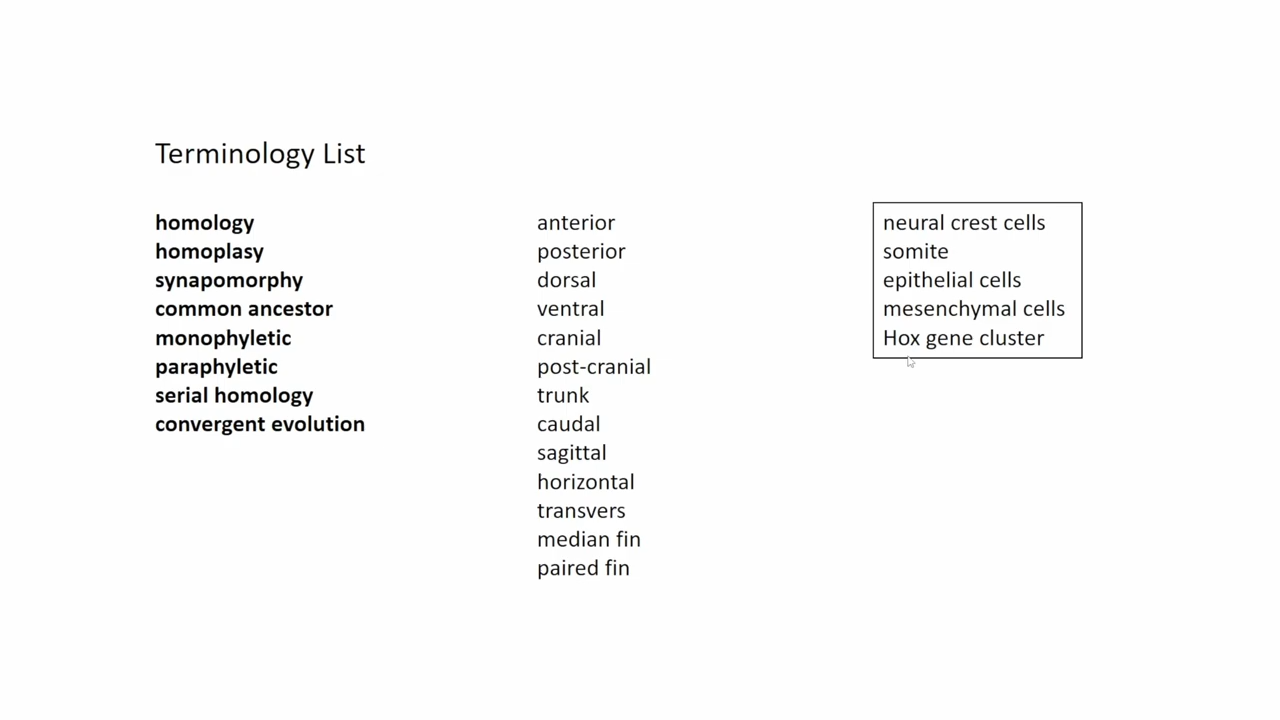 Terminology List
homology
homoplasy
synapomorphy
common ancestor
monophyletic
paraphyletic
serial homology
convergent evolution
anterior
posterior
dorsal
ventral
cranial
post-cranial
trunk
caudal
sagittal
horizontal
transvers
median fin
paired fin
neural crest cells
somite
epithelial cells
mesenchymal cells
Hox gene cluster